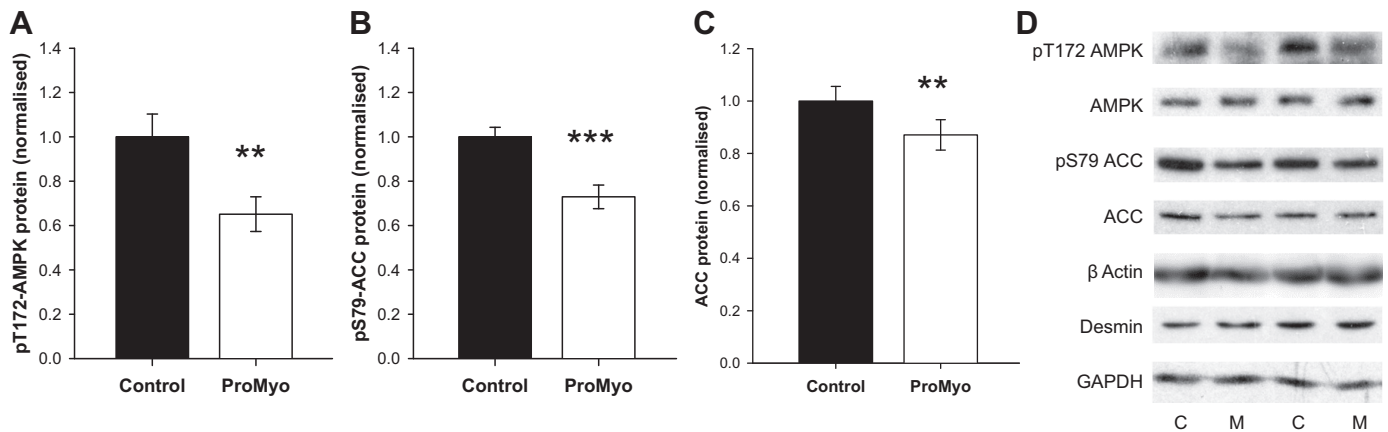 A
pT172-AMPK protein (normalised)
1.4
1.2
1.0
0.8
0.6
0.4
0.2
0.0
**
Control ProMyo
B
pS79-ACC protein (normalised)
1.4
1.2
1.0
0.8
0.6
0.4
0.2
0.0
***
Control ProMyo
C
ACC protein (normalised)
1.2
1.0
0.8
0.6
0.4
0.2
0.0
**
Control ProMyo
D
pT172 AMPK
AMPK
pS79 ACC
ACC
β Actin
Desmin
GAPDH
C M C M